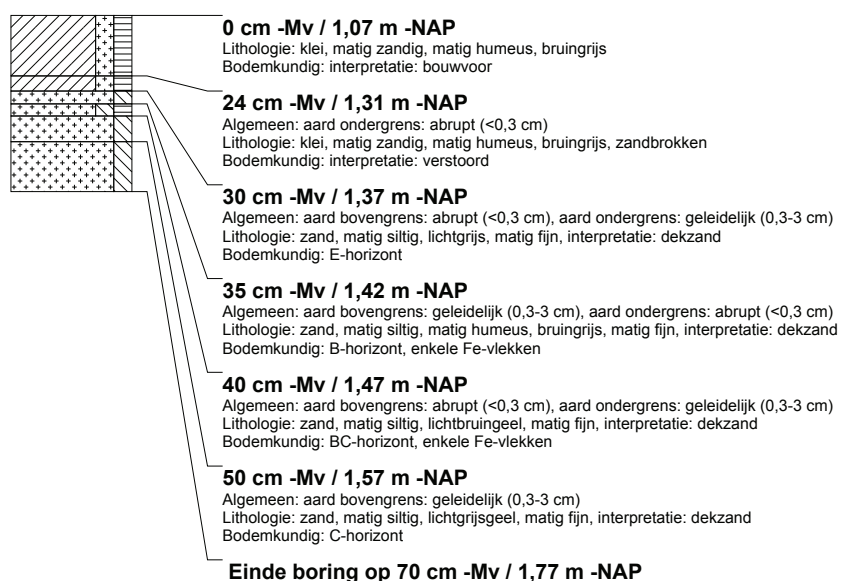 0 cm -Mv / 1,07 m -NAP
Lithologie: klei, matig zandig, matig humeus, bruingrijs
Bodemkundig: interpretatie: bouwvoor
24 cm -Mv / 1,31 m -NAP
Algemeen: aard ondergrens: abrupt (<0,3 cm)
Lithologie: klei, matig zandig, matig humeus, bruingrijs, zandbrokken
Bodemkundig: interpretatie: verstoord
30 cm -Mv / 1,37 m -NAP
Algemeen: aard bovengrens: abrupt (<0,3 cm), aard ondergrens: geleidelijk (0,3-3 cm)
Lithologie: zand, matig siltig, lichtgrijs, matig fijn, interpretatie: dekzand
Bodemkundig: E-horizont
35 cm -Mv / 1,42 m -NAP
Algemeen: aard bovengrens: geleidelijk (0,3-3 cm), aard ondergrens: abrupt (<0,3 cm)
Lithologie: zand, matig siltig, matig humeus, bruingrijs, matig fijn, interpretatie: dekzand
Bodemkundig: B-horizont, enkele Fe-vlekken
40 cm -Mv / 1,47 m -NAP
Algemeen: aard bovengrens: abrupt (<0,3 cm), aard ondergrens: geleidelijk (0,3-3 cm)
Lithologie: zand, matig siltig, lichtbruingeel, matig fijn, interpretatie: dekzand
Bodemkundig: BC-horizont, enkele Fe-vlekken
50 cm -Mv / 1,57 m -NAP
Algemeen: aard bovengrens: geleidelijk (0,3-3 cm)
Lithologie: zand, matig siltig, lichtgrijsgeel, matig fijn, interpretatie: dekzand
Bodemkundig: C-horizont
Einde boring op 70 cm -Mv / 1,77 m -NAP